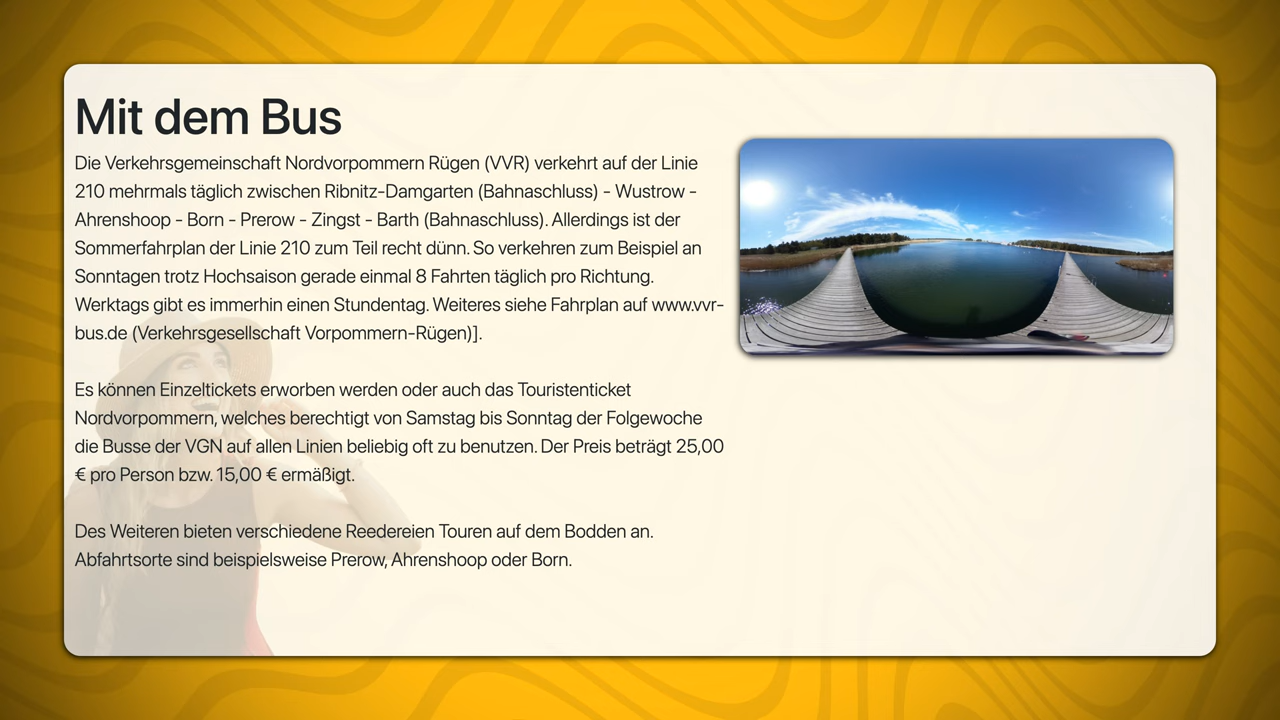 Mit dem Bus
Die Verkehrsgemeinschaft Nordvorpommern Rügen (VVR) verkehrt auf der Linie
210 mehrmals täglich zwischen Ribnitz-Damgarten (Bahnaschluss) - Wustrow -
Ahrenshoop - Born - Prerow - Zingst - Barth (Bahnaschluss). Allerdings ist der
Sommerfahrplan der Linie 210 zum Teil recht dünn. So verkehren zum Beispiel an
Sonntagen trotz Hochsaison gerade einmal 8 Fahrten täglich pro Richtung.
Werktags gibt es immerhin einen Stundentag. Weiteres siehe Fahrplan auf www.vvr-
bus.de (Verkehrsgesellschaft Vorpommern-Rügen)].
Es können Einzeltickets erworben werden oder auch das Touristenticket
Nordvorpommern, welches berechtigt von Samstag bis Sonntag der Folgewoche
die Busse der VGN auf allen Linien beliebig oft zu benutzen. Der Preis beträgt 25,00
€ pro Person bzw. 15,00 € ermäßigt.
Des Weiteren bieten verschiedene Reedereien Touren auf dem Bodden an.
Abfahrtsorte sind beispielsweise Prerow, Ahrenshoop oder Born.